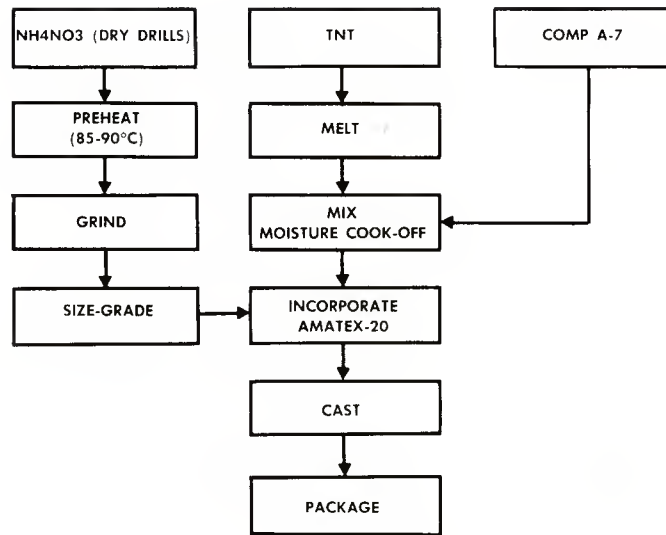 NH4NO3 (DRY DRILLS)
TNT
COMP A-7
PREHEAT
(85-90°C)
MELT
GRIND
MIX
MOISTURE COOK-OFF
SIZE-GRADE
INCORPORATE
AMATEX-20
CAST
PACKAGE